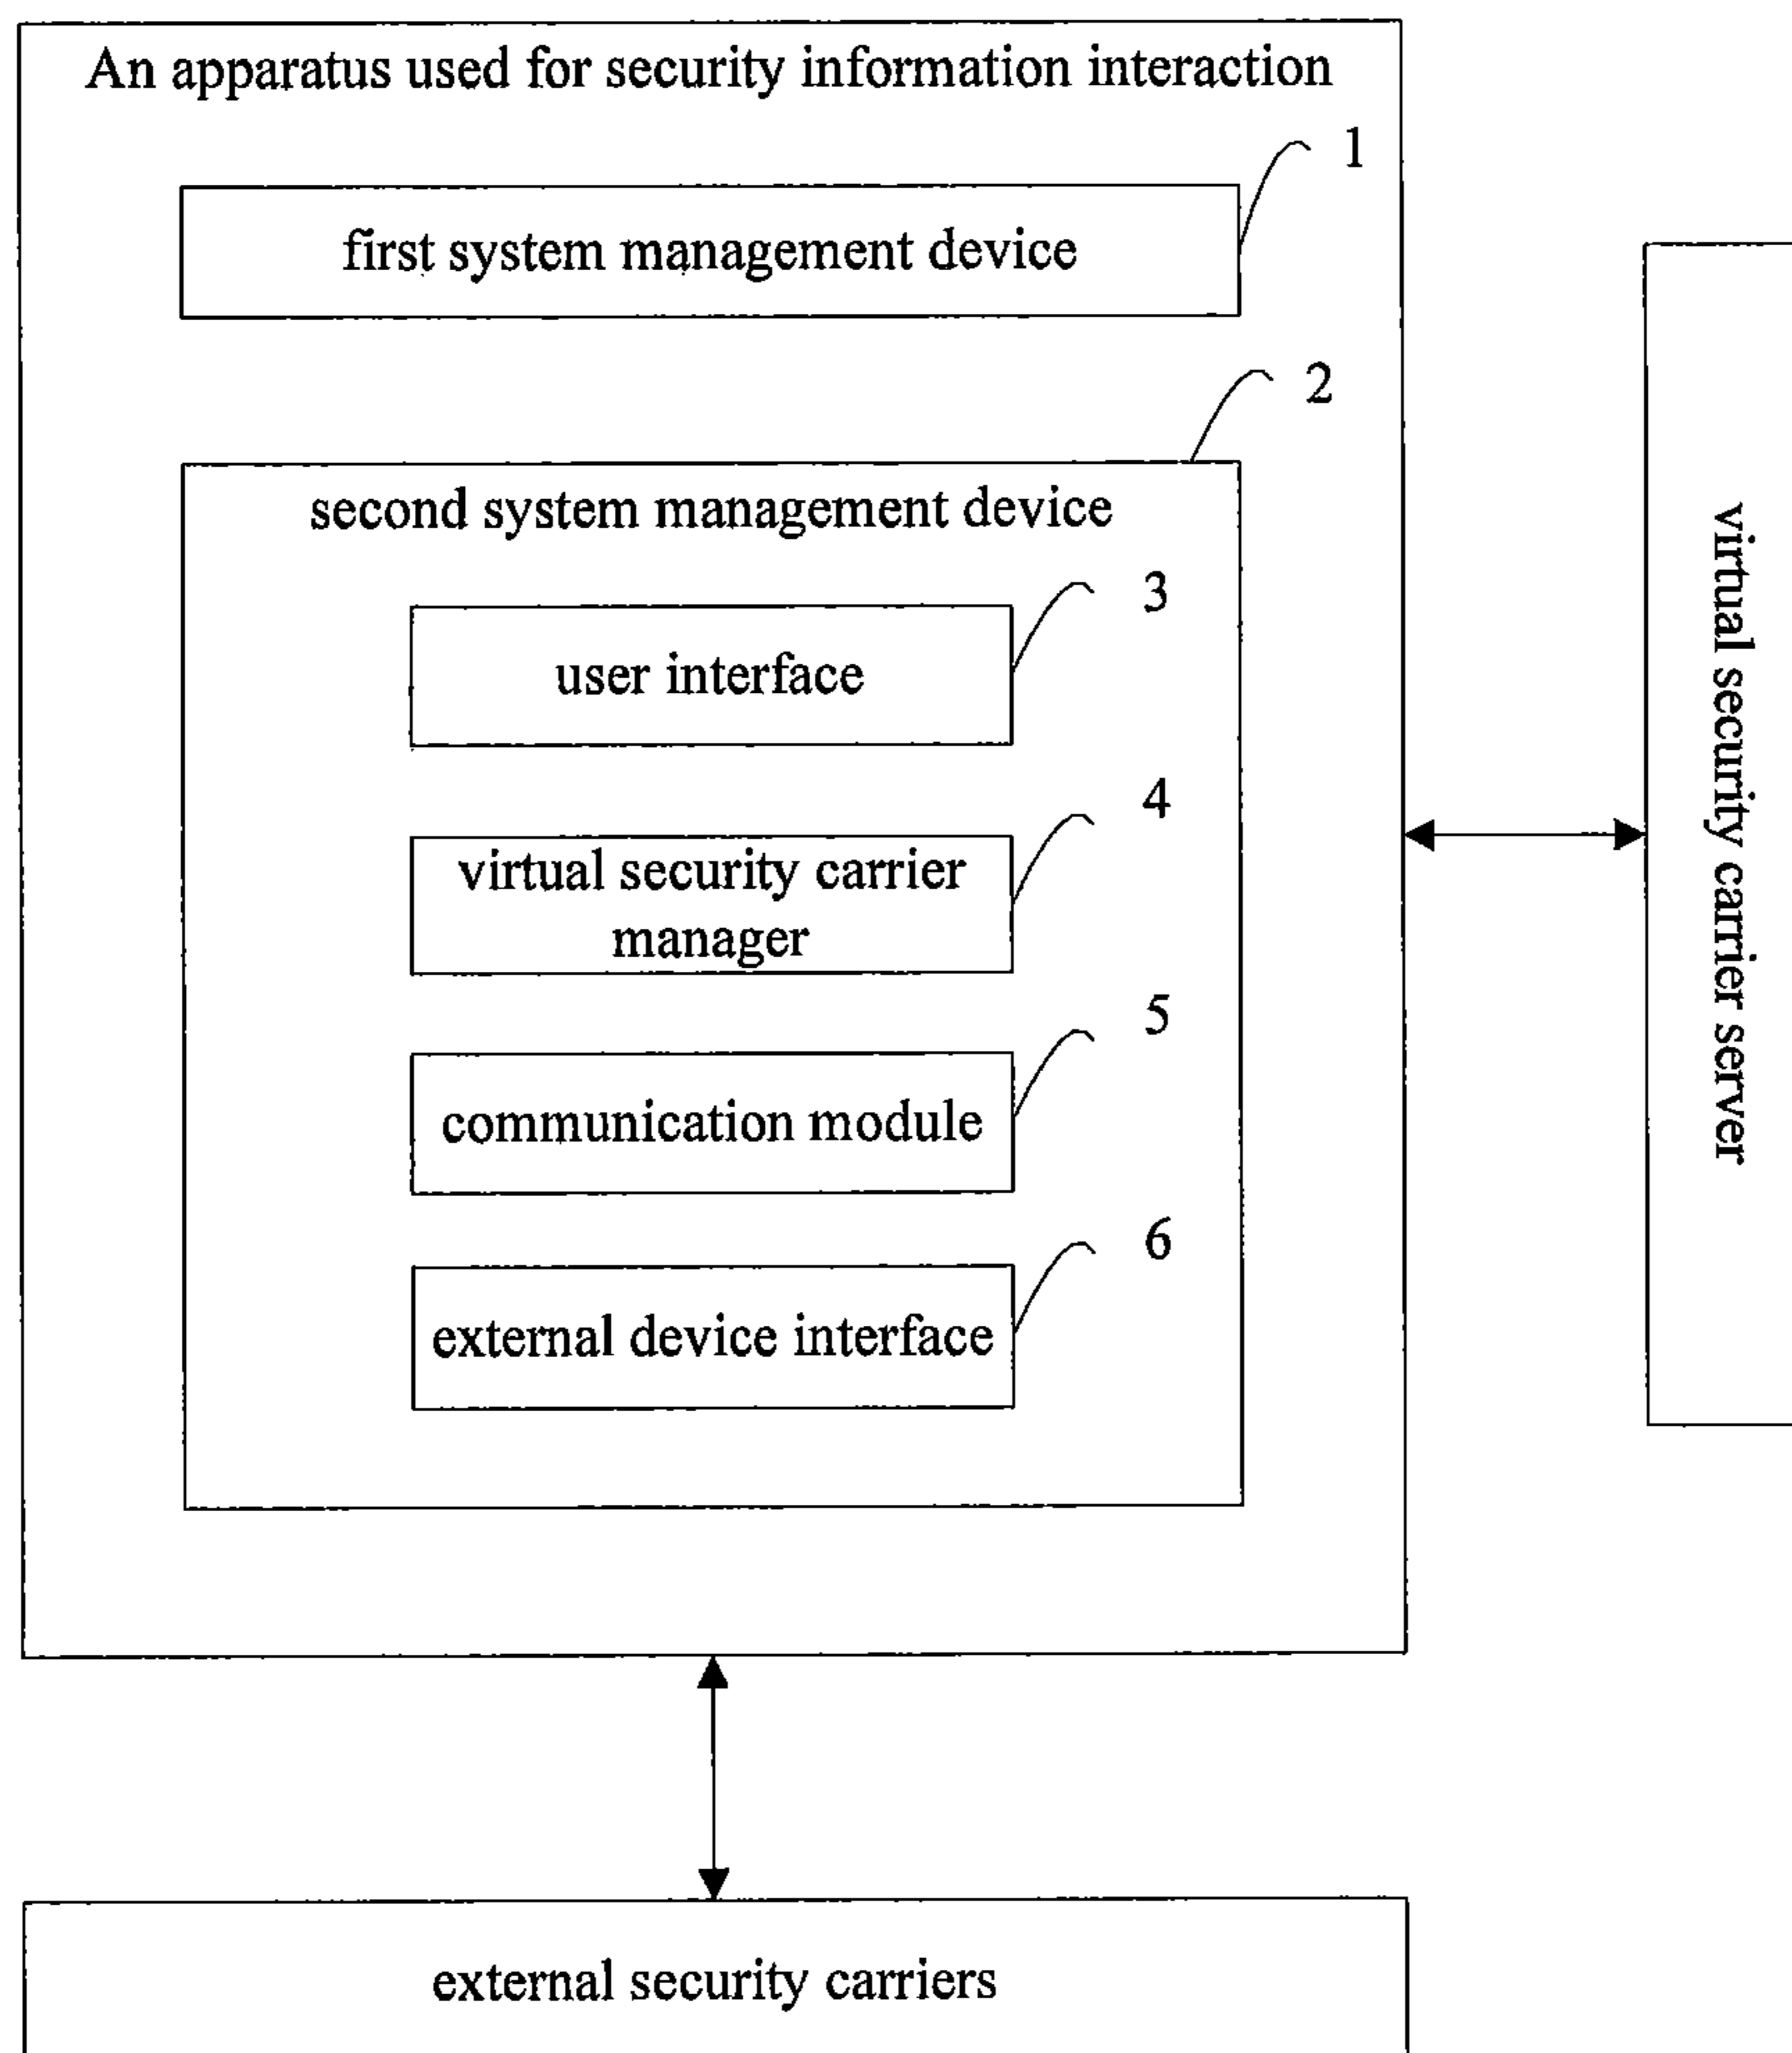 An apparatus used for security information interaction
1
first system management device
2
second system management device
3
user interface
4
virtual security carrier
manager
5
communication module
6
external device interface
virtual security carrier server
external security carriers